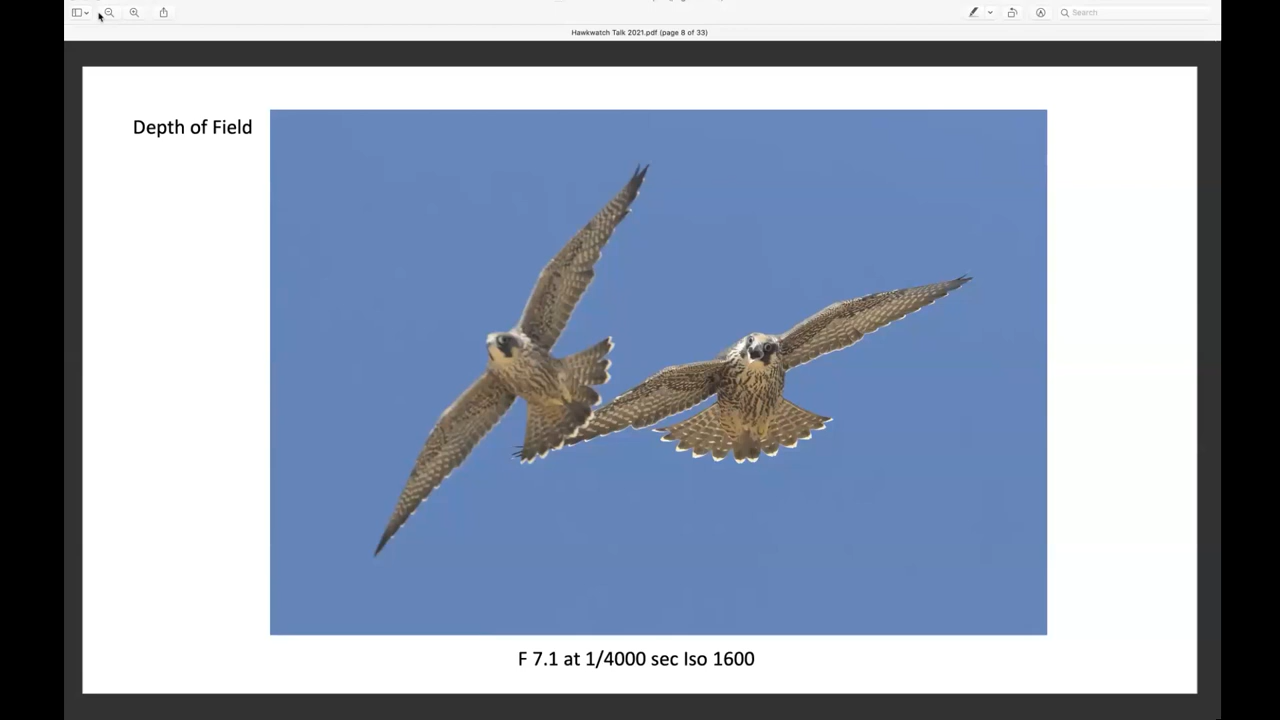 Search
Hawkwatch Talk 2021.pdf (page 8 of 33)
Depth of Field
F 7.1 at 1/4000 sec Iso 1600